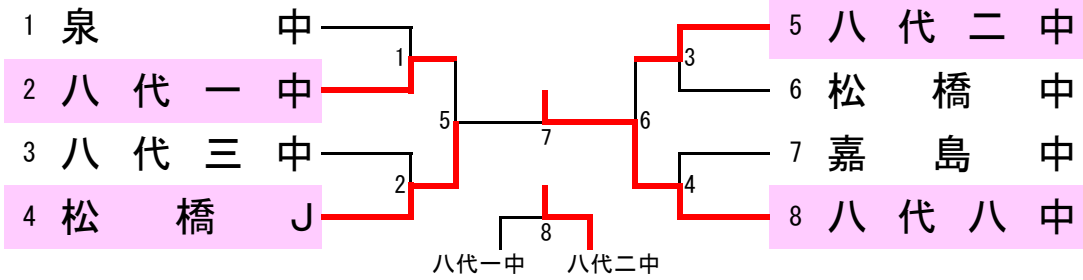 1 泉 中
2 八代一中
3 八代三中
4 松橋J
1
2
5
7
8
八代一中 八代二中
6
3
4
5 八代二中
6 松橋中
7 嘉島中
8 八代八中